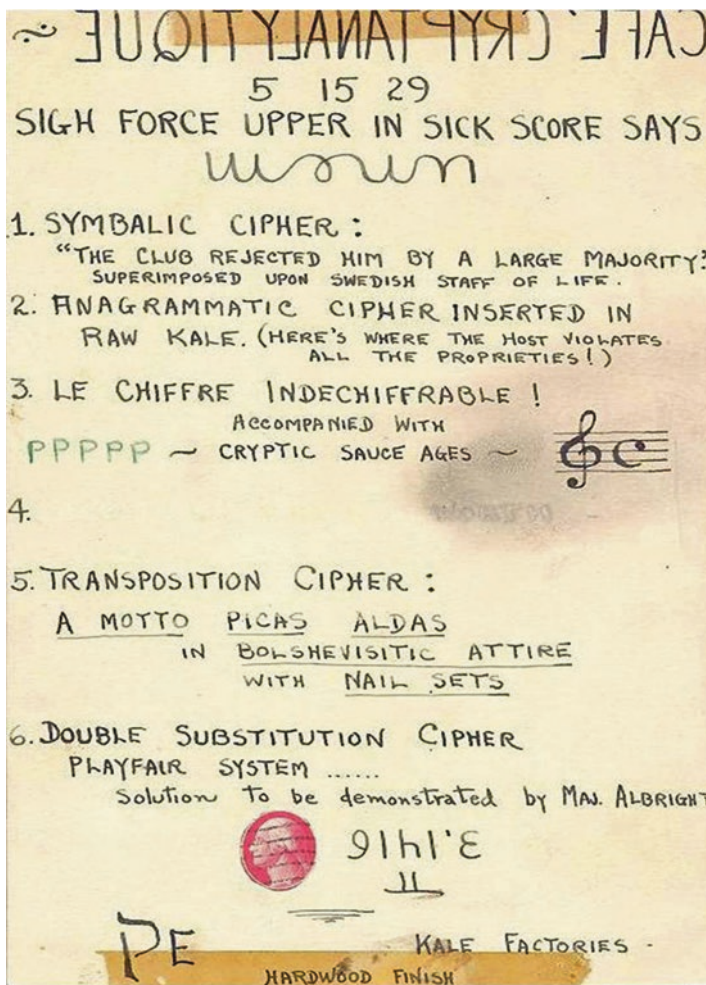 CAFE' CRYPTANALYTIQUE ~
5 15 29
SIGH FORCE UPPER IN SICK SCORE SAYS
1. SYMBALIC CIPHER :
"THE CLUB REJECTED HIM BY A LARGE MAJORITY"
SUPERIMPOSED UPON SWEDISH STAFF OF LIFE.
2. ANAGRAMMATIC CIPHER INSERTED IN
RAW KALE. (HERE'S WHERE THE HOST VIOLATES
ALL THE PROPRIETIES!)
3. LE CHIFFRE INDECHIFFRABLE !
ACCOMPANIED WITH
PPPPP ~ CRYPTIC SAUCE AGES ~
4.
5. TRANSPOSITION CIPHER :
A MOTTO PICAS ALDAS
IN BOLSHEVISITIC ATTIRE
WITH NAIL SETS
6. DOUBLE SUBSTITUTION CIPHER
PLAYFAIR SYSTEM ......
Solution to be demonstrated by MAJ. ALBRIGHT
3.1416
PE KALE FACTORIES -
HARDWOOD FINISH